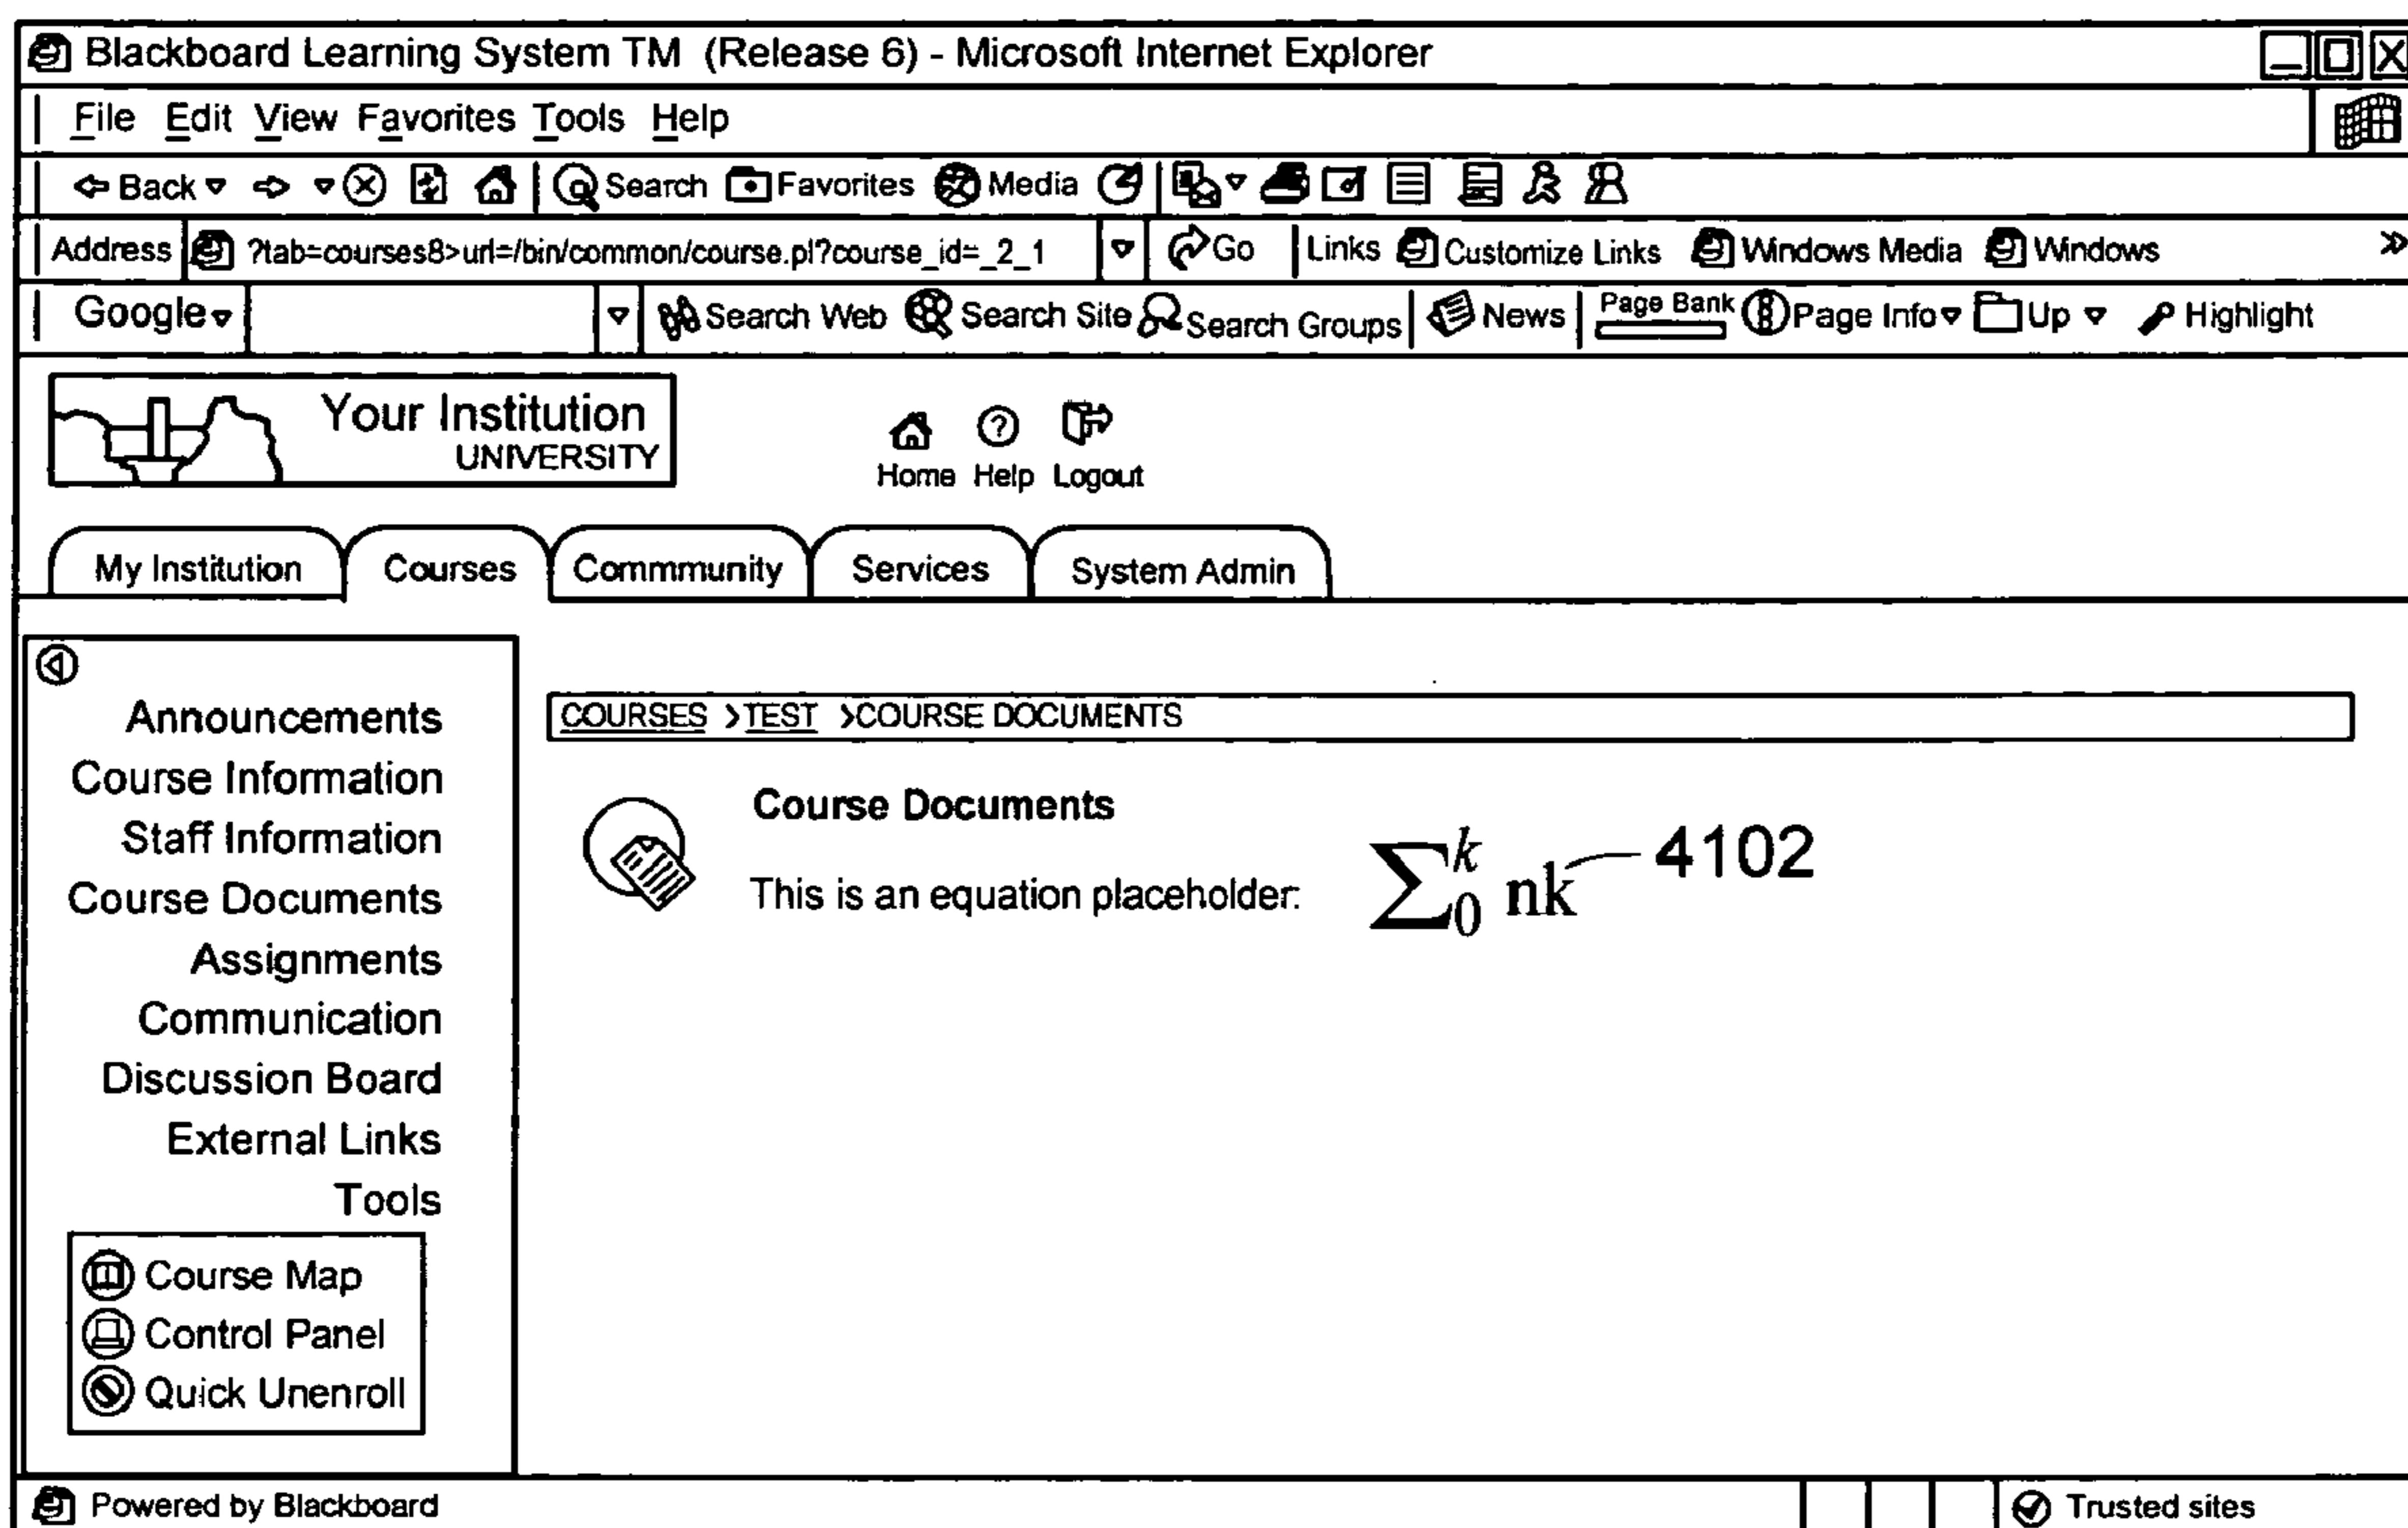 Blackboard Learning System TM (Release 6) - Microsoft Internet Explorer
File Edit View Favorites Tools Help
Back Search Favorites Media
Address ?tab=courses8>url=/bin/common/course.pl?course_id=_2_1 Go Links Customize Links Windows Media Windows »
Google Search Web Search Site Search Groups News Page Bank Page Info Up Highlight
Your Institution
UNIVERSITY
Home Help Logout
My Institution Courses Commmunity Services System Admin
Announcements
Course Information
Staff Information
Course Documents
Assignments
Communication
Discussion Board
External Links
Tools
Course Map
Control Panel
Quick Unenroll
COURSES >TEST >COURSE DOCUMENTS
Course Documents
This is an equation placeholder: ∑₀ᵏ nk 4102
Powered by Blackboard Trusted sites